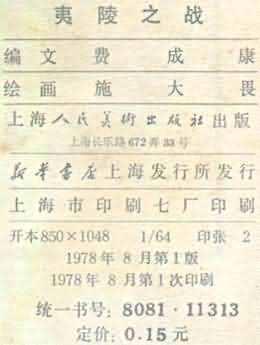 夷陵之战
编文 费成康
绘画 施大畏
上海人民美術出版社出版
上海长乐路672弄33号
新华书店上海发行所发行
上海市印刷七厂印刷
开本850×1048 1/64 印张 2
1978年8月第1版
1978年8月第1次印刷
统一书号：8081·11313
定价：0.15元